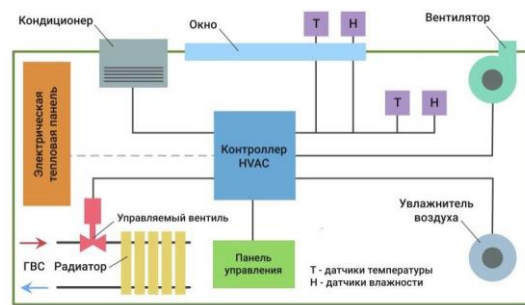 Кондиционер
Окно
Вентилятор
T
H
T
H
Электрическая
тепловая панель
Контроллер
HVAC
Управляемый вентиль
Увлажнитель
воздуха
ГВС
Радиатор
Панель
управления
T - датчики температуры
H - датчики влажности